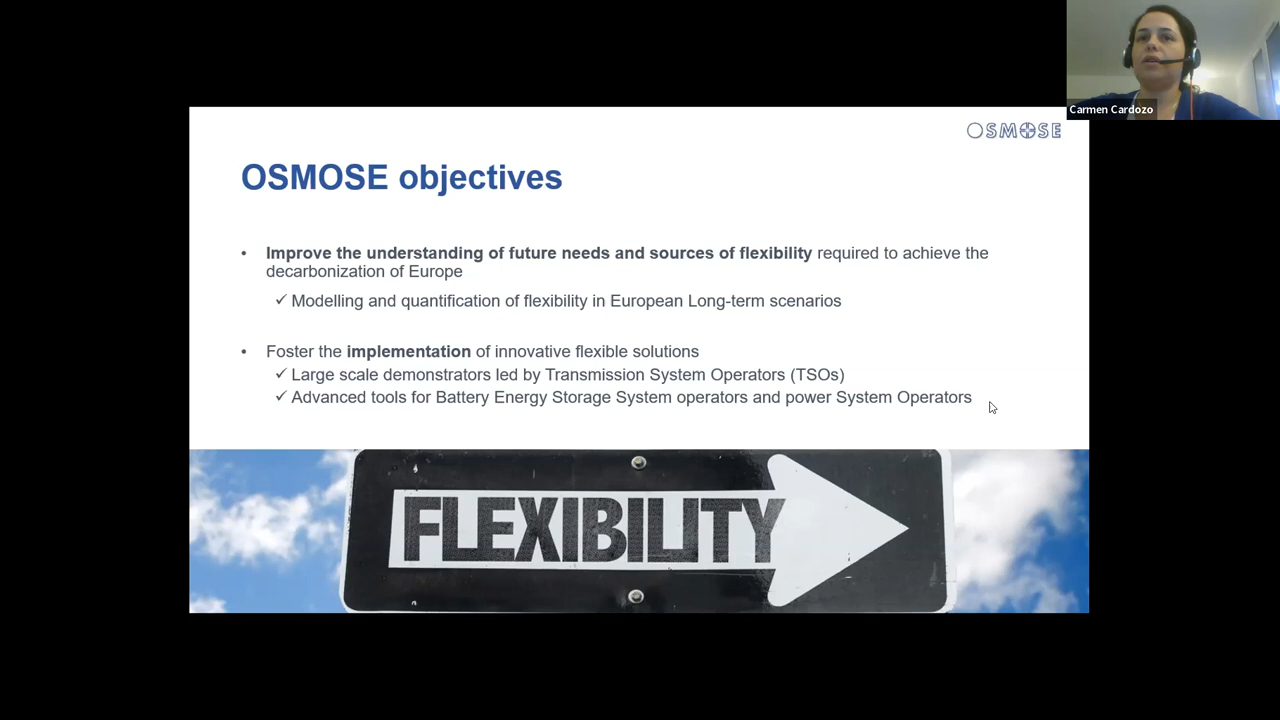 Carmen Cardozo
OSMOSE
OSMOSE objectives
• Improve the understanding of future needs and sources of flexibility required to achieve the
decarbonization of Europe
✓ Modelling and quantification of flexibility in European Long-term scenarios
• Foster the implementation of innovative flexible solutions
✓ Large scale demonstrators led by Transmission System Operators (TSOs)
✓ Advanced tools for Battery Energy Storage System operators and power System Operators
FLEXIBILITY